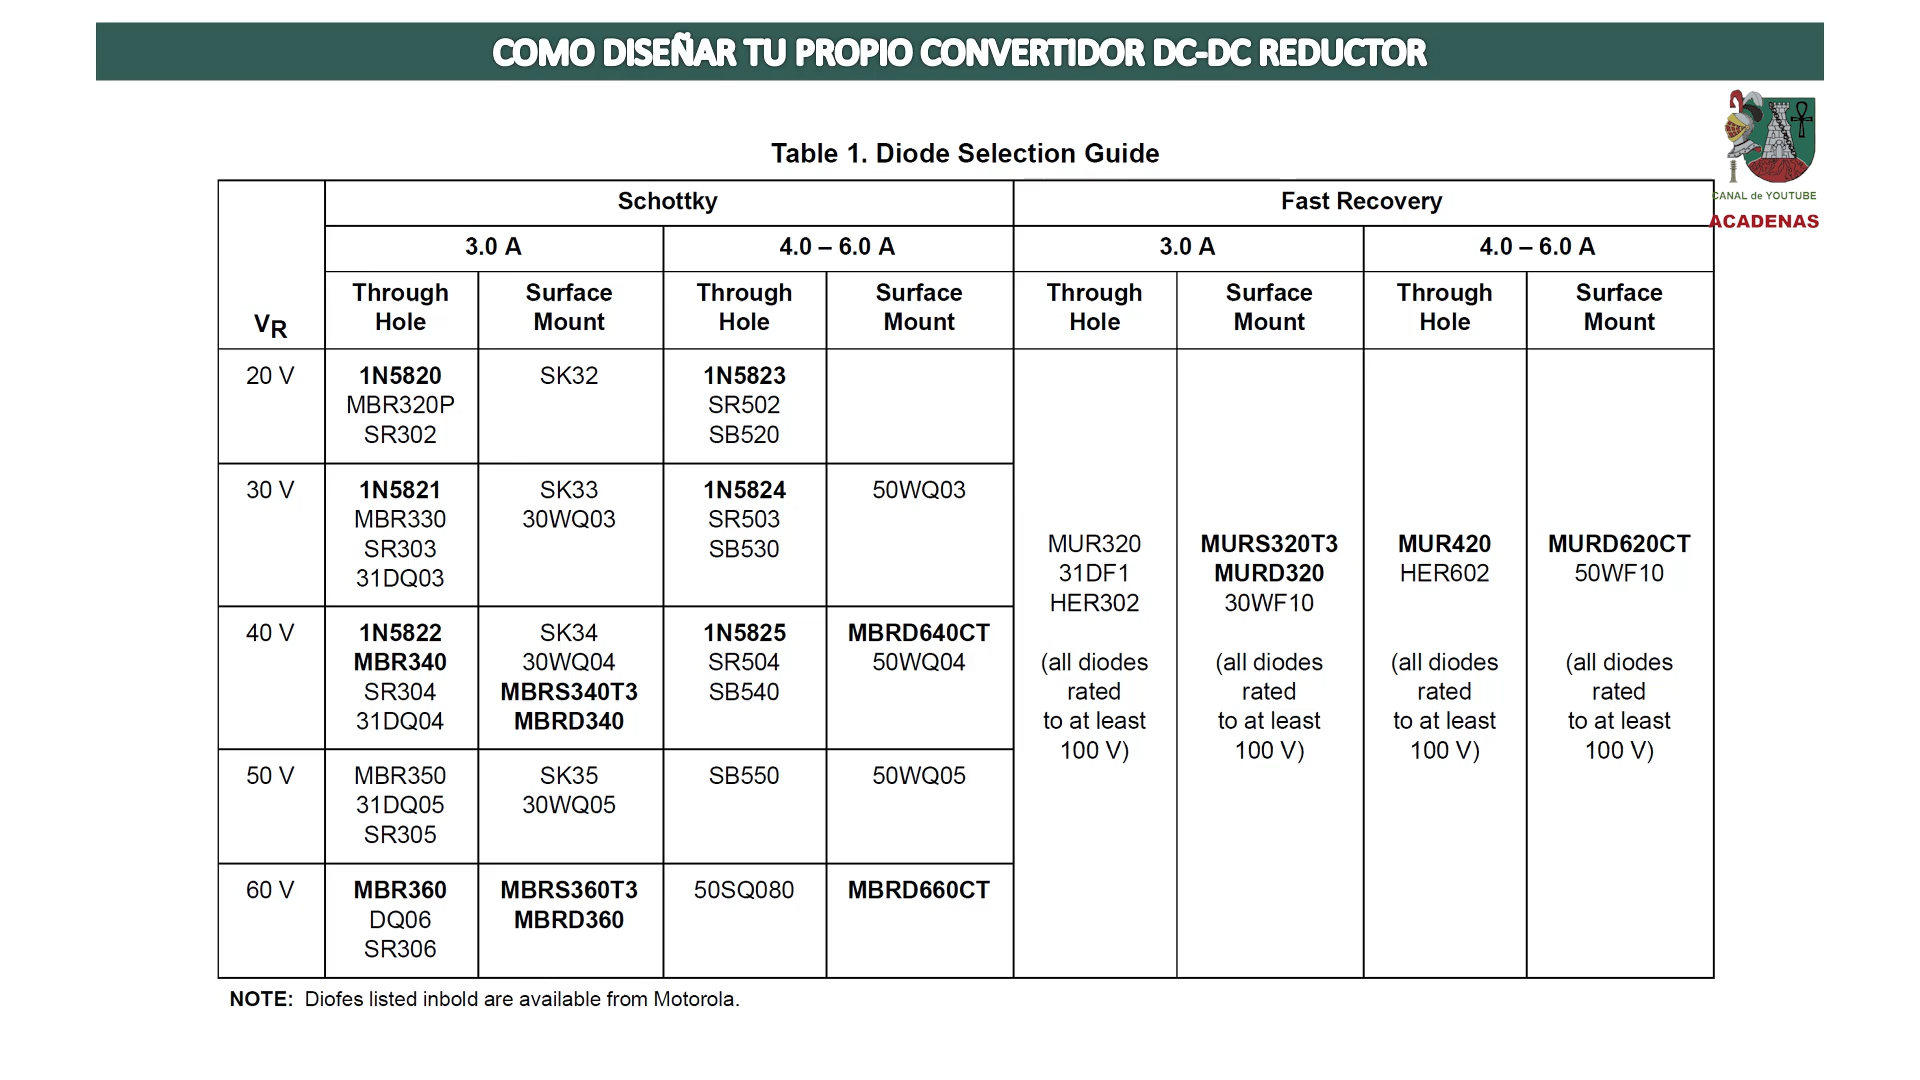 COMO DISEÑAR TU PROPIO CONVERTIDOR DC-DC REDUCTOR
CANAL de YOUTUBE
ACADENAS
Table 1. Diode Selection Guide
Schottky Fast Recovery
3.0 A 4.0 – 6.0 A 3.0 A 4.0 – 6.0 A
VR
Through Hole
Surface Mount
Through Hole
Surface Mount
Through Hole
Surface Mount
Through Hole
Surface Mount
20 V
1N5820
MBR320P
SR302
SK32
1N5823
SR502
SB520
30 V
1N5821
MBR330
SR303
31DQ03
SK33
30WQ03
1N5824
SR503
SB530
50WQ03
40 V
1N5822
MBR340
SR304
31DQ04
SK34
30WQ04
MBRS340T3
MBRD340
1N5825
SR504
SB540
MBRD640CT
50WQ04
50 V
MBR350
31DQ05
SR305
SK35
30WQ05
SB550
50WQ05
60 V
MBR360
DQ06
SR306
MBRS360T3
MBRD360
50SQ080
MBRD660CT
MUR320
31DF1
HER302
(all diodes
rated
to at least
100 V)
MURS320T3
MURD320
30WF10
(all diodes
rated
to at least
100 V)
MUR420
HER602
(all diodes
rated
to at least
100 V)
MURD620CT
50WF10
(all diodes
rated
to at least
100 V)
NOTE: Diofes listed inbold are available from Motorola.